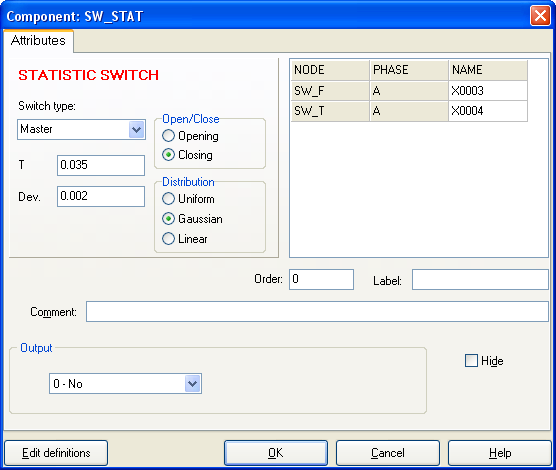 Component: SW_STAT
Attributes
STATISTIC SWITCH
Switch type:
Master
T 0.035
Dev. 0.002
Open/Close
Opening
Closing
Distribution
Uniform
Gaussian
Linear
NODE PHASE NAME
SW_F A X0003
SW_T A X0004
Order: 0 Label:
Comment:
Output
0 - No
Hide
Edit definitions OK Cancel Help